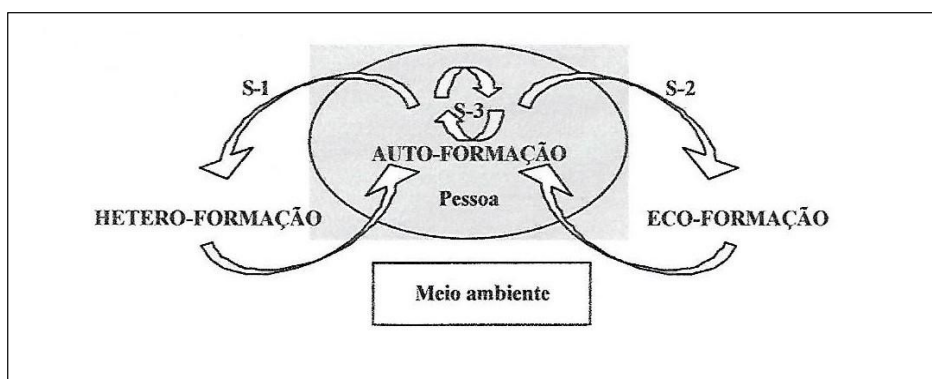 S-1
S-2
S-3
AUTO-FORMAÇÃO
Pessoa
HETERO-FORMAÇÃO
ECO-FORMAÇÃO
Meio ambiente